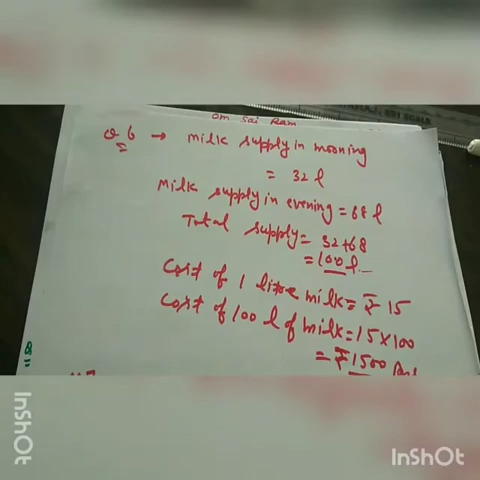 Om Sai Ram
Q 6 → Milk supply in morning
= 32 l
Milk supply in evening = 68 l
Total supply = 32+68
= 100 l
Cost of 1 litre milk = ₹ 15
Cost of 100 l of milk = 15 × 100
= ₹ 1500 Ans
InShOt
InShOt